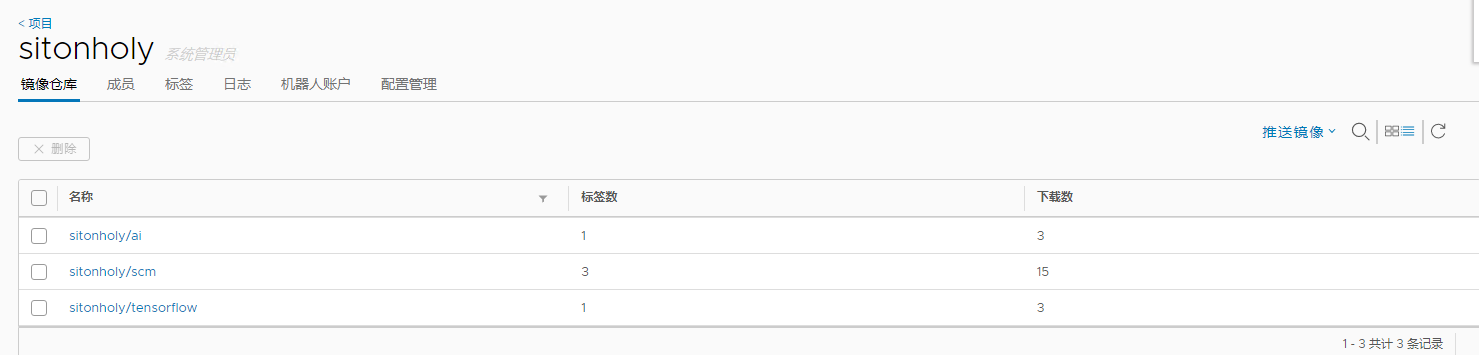 < 项目
sitonholy 系统管理员
镜像仓库 成员 标签 日志 机器人账户 配置管理
推送镜像
× 删除
名称 标签数 下载数
sitonholy/ai 1 3
sitonholy/scm 3 15
sitonholy/tensorflow 1 3
1 - 3 共计 3 条记录